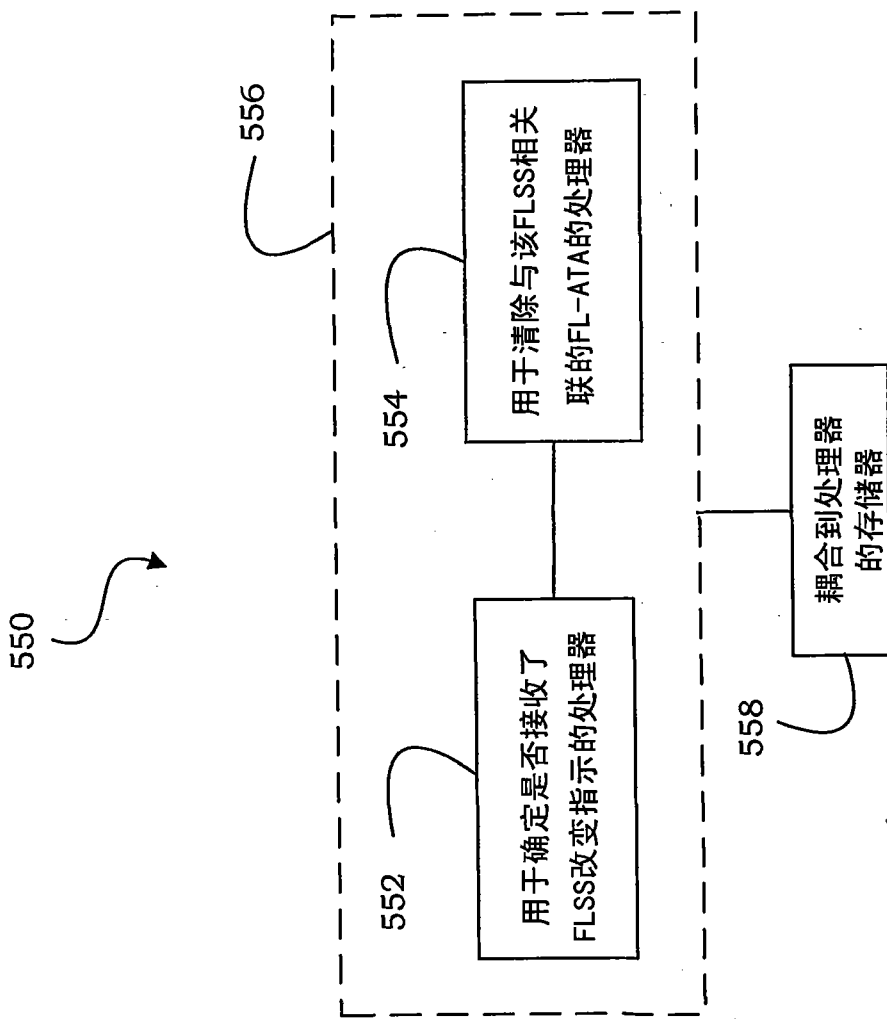 550
556
552
用于确定是否接收了
FLSS改变指示的处理器
554
用于清除与该FLSS相关
联的FL-ATA的处理器
558
耦合到处理器
的存储器